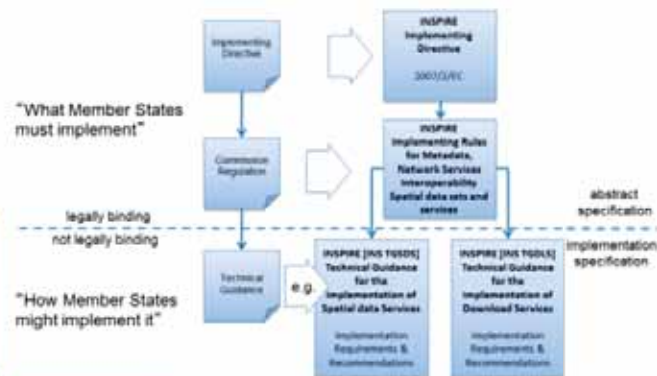 Implementing
Directive
INSPIRE
Implementing
Directive
2007/2/EC
“What Member States
must implement”
Commission
Regulation
INSPIRE
Implementing Rules
for Metadata,
Network Services
Interoperability
Spatial data sets and
services
legally binding
abstract
specification
not legally binding
implementation
specification
Technical
Guidance
e.g.
INSPIRE [INS TGSDS]
Technical Guidance
for the
Implementation of
Spatial data Services
Implementation
Requirements &
Recommendations
INSPIRE [INS TGDLS]
Technical Guidance
for the
Implementation of
Download Services
Implementation
Requirements &
Recommendations
“How Member States
might implement it”